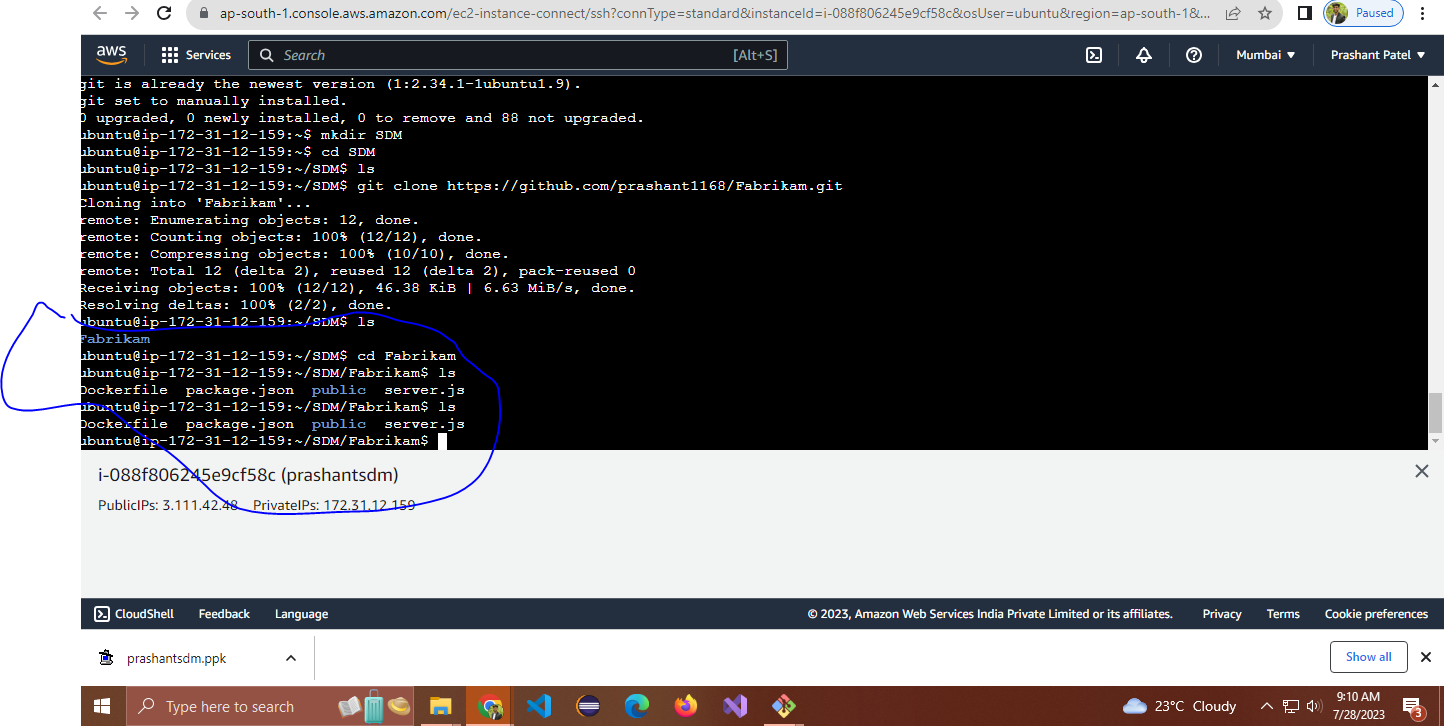 ap-south-1.console.aws.amazon.com/ec2-instance-connect/ssh?connType=standard&instanceId=i-088f806245e9cf58c&osUser=ubuntu&region=ap-south-1&... Paused
aws Services Search [Alt+S] Mumbai Prashant Patel
git is already the newest version (1:2.34.1-1ubuntu1.9).
git set to manually installed.
0 upgraded, 0 newly installed, 0 to remove and 88 not upgraded.
ubuntu@ip-172-31-12-159:~$ mkdir SDM
ubuntu@ip-172-31-12-159:~$ cd SDM
ubuntu@ip-172-31-12-159:~/SDM$ ls
ubuntu@ip-172-31-12-159:~/SDM$ git clone https://github.com/prashant1168/Fabrikam.git
Cloning into 'Fabrikam'...
remote: Enumerating objects: 12, done.
remote: Counting objects: 100% (12/12), done.
remote: Compressing objects: 100% (10/10), done.
remote: Total 12 (delta 2), reused 12 (delta 2), pack-reused 0
Receiving objects: 100% (12/12), 46.38 KiB | 6.63 MiB/s, done.
Resolving deltas: 100% (2/2), done.
ubuntu@ip-172-31-12-159:~/SDM$ ls
Fabrikam
ubuntu@ip-172-31-12-159:~/SDM$ cd Fabrikam
ubuntu@ip-172-31-12-159:~/SDM/Fabrikam$ ls
Dockerfile package.json public server.js
ubuntu@ip-172-31-12-159:~/SDM/Fabrikam$ ls
Dockerfile package.json public server.js
ubuntu@ip-172-31-12-159:~/SDM/Fabrikam$
i-088f806245e9cf58c (prashantsdm)
PublicIPs: 3.111.42.48 PrivateIPs: 172.31.12.159
CloudShell Feedback Language © 2023, Amazon Web Services India Private Limited or its affiliates. Privacy Terms Cookie preferences
prashantsdm.ppk Show all
Type here to search 23°C Cloudy 9:10 AM
7/28/2023 3